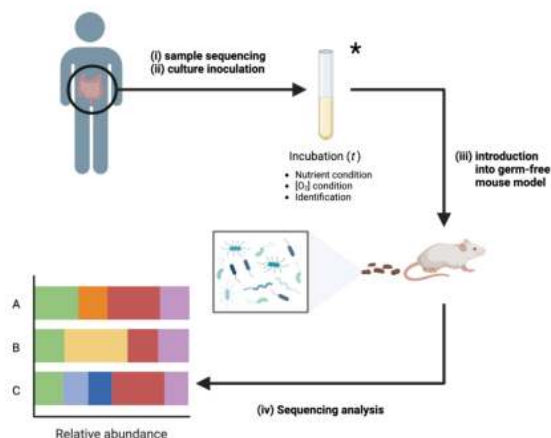 (i) sample sequencing
(ii) culture inoculation
*
Incubation (t)
• Nutrient condition
• [O₂] condition
• Identification
(iii) introduction
into germ-free
mouse model
A
B
C
Relative abundance
(iv) Sequencing analysis